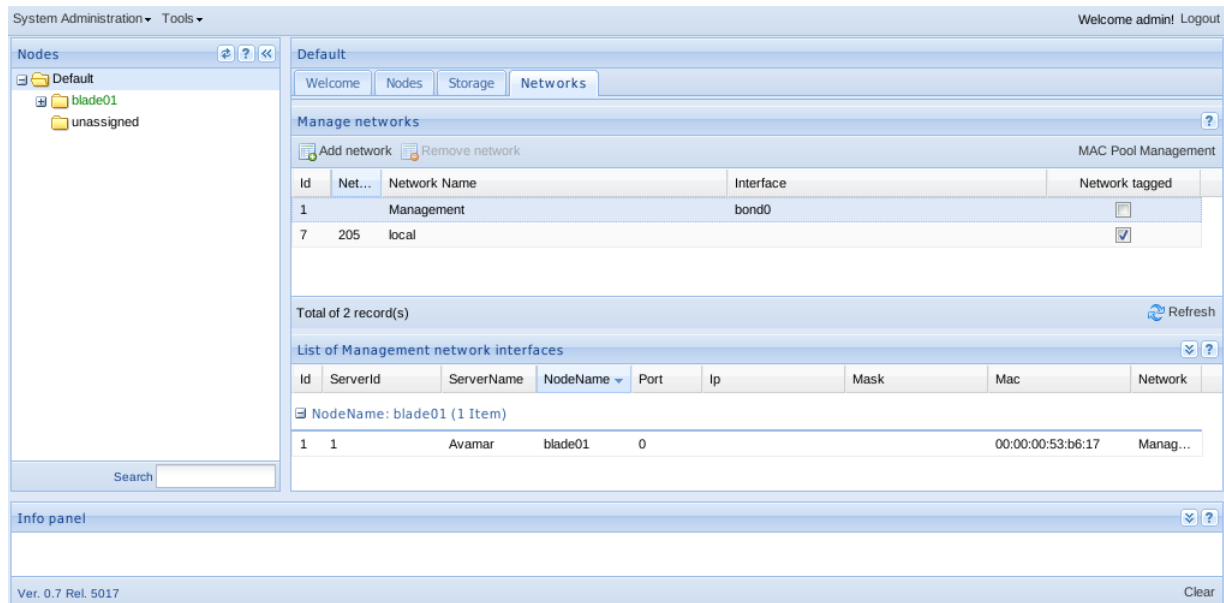 System Administration Tools Welcome admin! Logout
Nodes
Default
blade01
unassigned
Search
Default
Welcome Nodes Storage Networks
Manage networks ?
Add network Remove network MAC Pool Management
Id Net... Network Name Interface Network tagged
1 Management bond0
7 205 local
Total of 2 record(s) Refresh
List of Management network interfaces ?
Id ServerId ServerName NodeName Port Ip Mask Mac Network
NodeName: blade01 (1 Item)
1 1 Avamar blade01 0 00:00:00:53:b6:17 Manag...
Info panel ?
Ver. 0.7 Rel. 5017 Clear